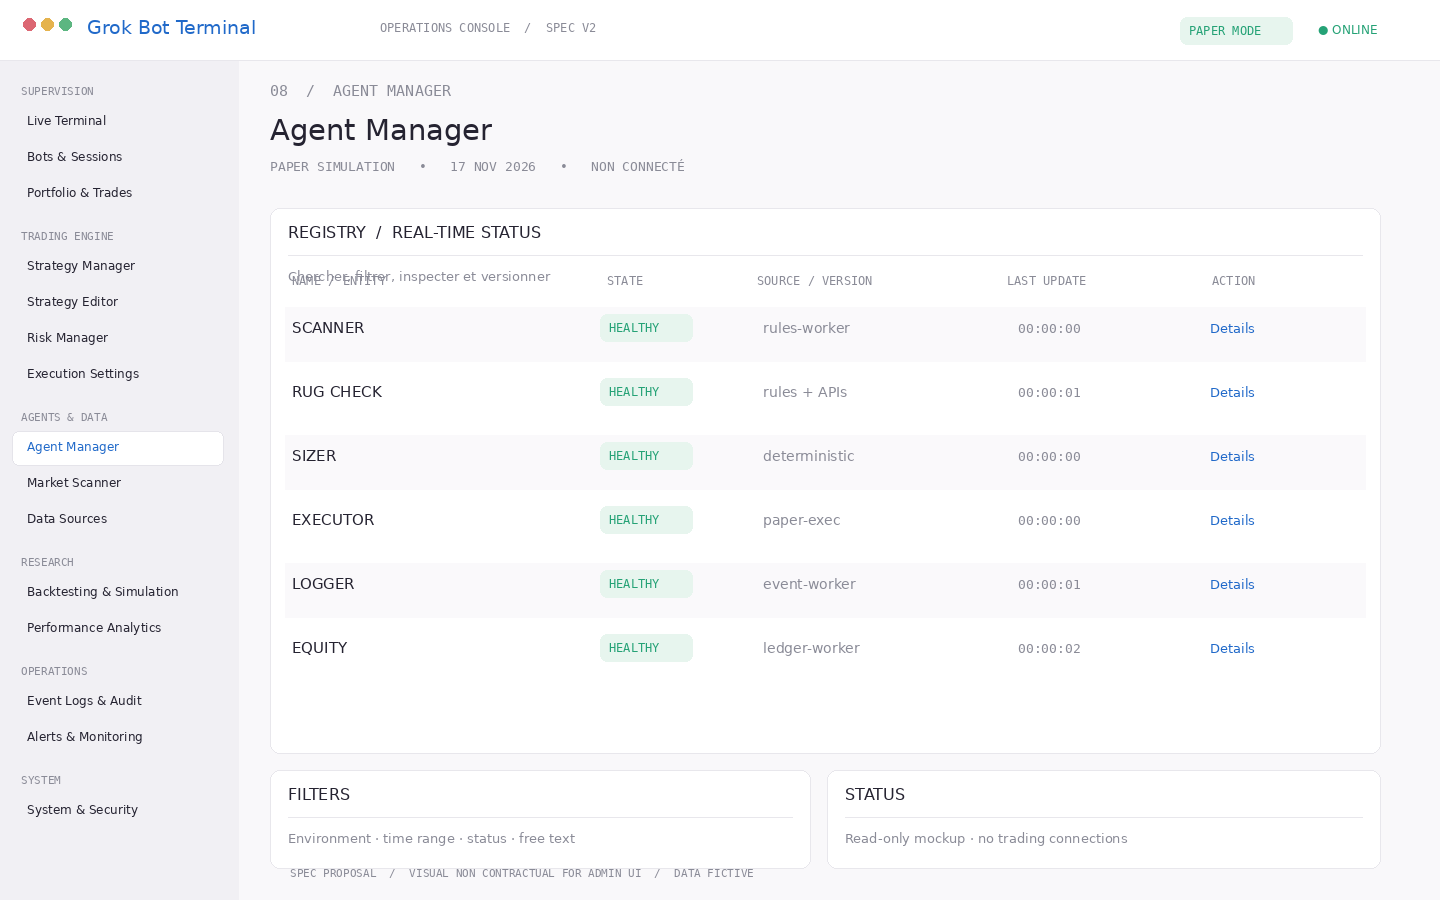 Grok Bot Terminal
OPERATIONS CONSOLE / SPEC V2
PAPER MODE
● ONLINE
SUPERVISION
Live Terminal
Bots & Sessions
Portfolio & Trades
TRADING ENGINE
Strategy Manager
Strategy Editor
Risk Manager
Execution Settings
AGENTS & DATA
Agent Manager
Market Scanner
Data Sources
RESEARCH
Backtesting & Simulation
Performance Analytics
OPERATIONS
Event Logs & Audit
Alerts & Monitoring
SYSTEM
System & Security
08 / AGENT MANAGER
Agent Manager
PAPER SIMULATION • 17 NOV 2026 • NON CONNECTÉ
REGISTRY / REAL-TIME STATUS
Chercher, filtrer, inspecter et versionner
NAME / ENTITY STATE SOURCE / VERSION LAST UPDATE ACTION
SCANNER HEALTHY rules-worker 00:00:00 Details
RUG CHECK HEALTHY rules + APIs 00:00:01 Details
SIZER HEALTHY deterministic 00:00:00 Details
EXECUTOR HEALTHY paper-exec 00:00:00 Details
LOGGER HEALTHY event-worker 00:00:01 Details
EQUITY HEALTHY ledger-worker 00:00:02 Details
FILTERS
Environment · time range · status · free text
STATUS
Read-only mockup · no trading connections
SPEC PROPOSAL / VISUAL NON CONTRACTUAL FOR ADMIN UI / DATA FICTIVE